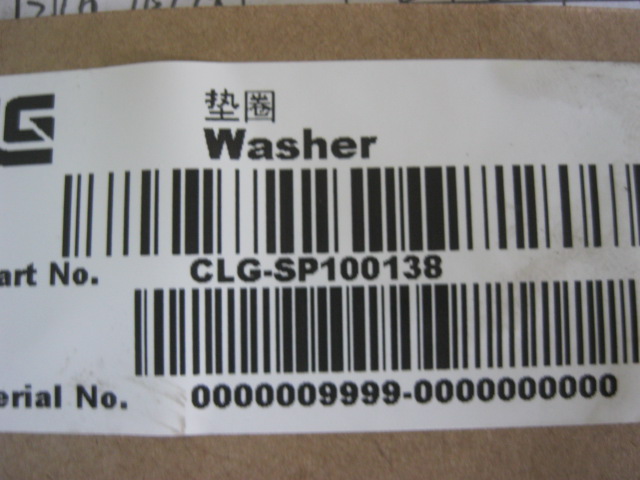 垫圈
Washer
art No. CLG-SP100138
erial No. 0000009999-0000000000